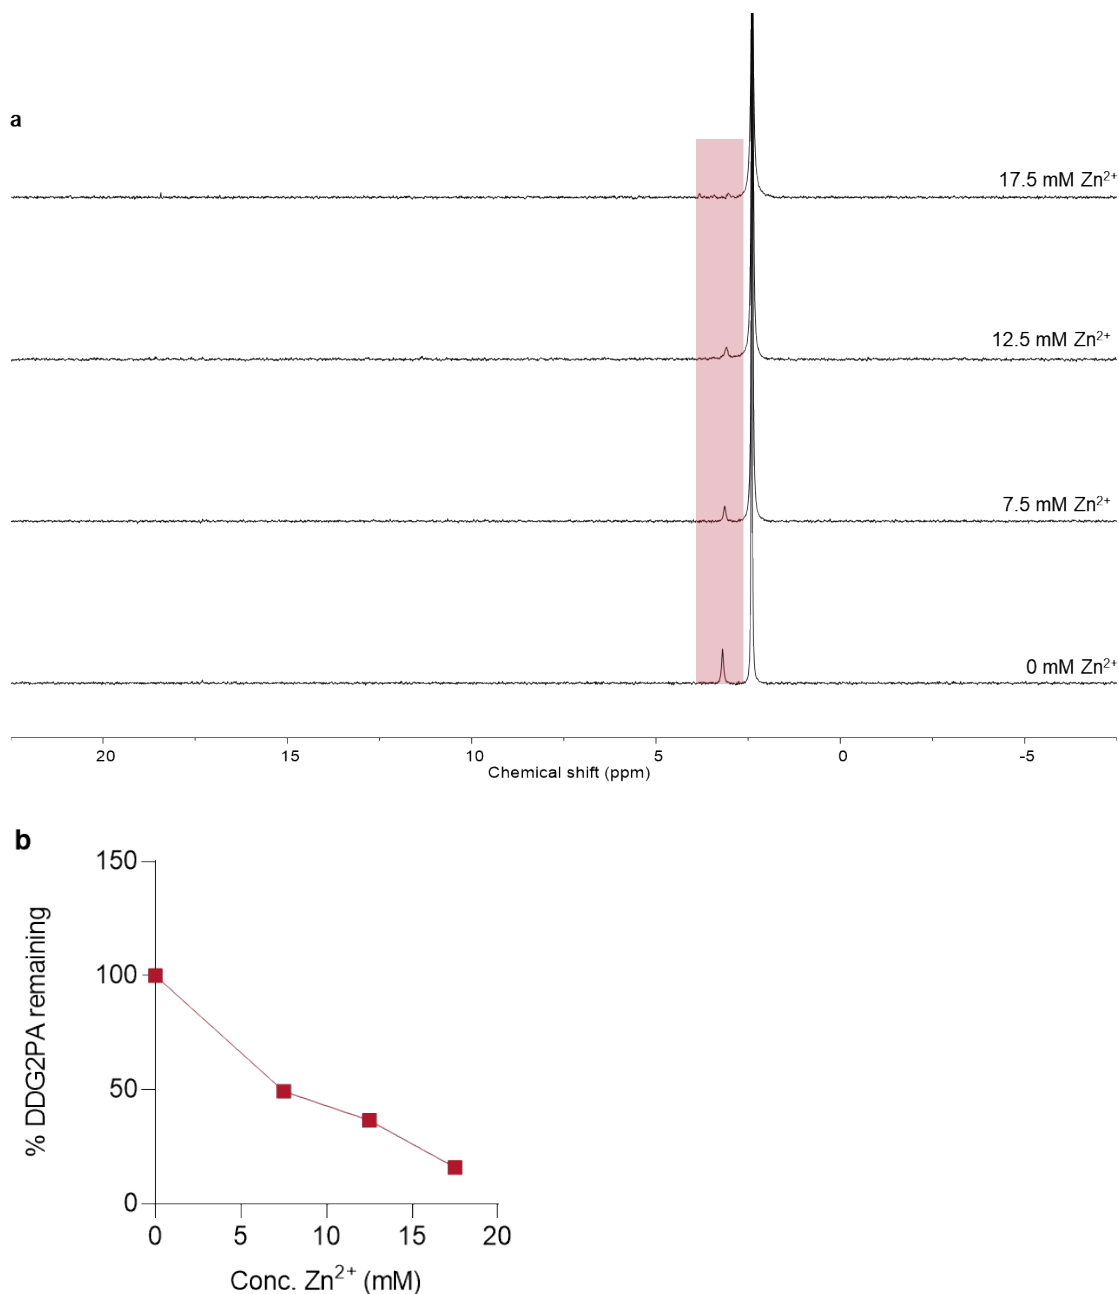 a
17.5 mM Zn²⁺
12.5 mM Zn²⁺
7.5 mM Zn²⁺
0 mM Zn²⁺
20 15 10 5 0 -5
Chemical shift (ppm)
b
150
100
50
0
% DDG2PA remaining
0 5 10 15 20
Conc. Zn²⁺ (mM)